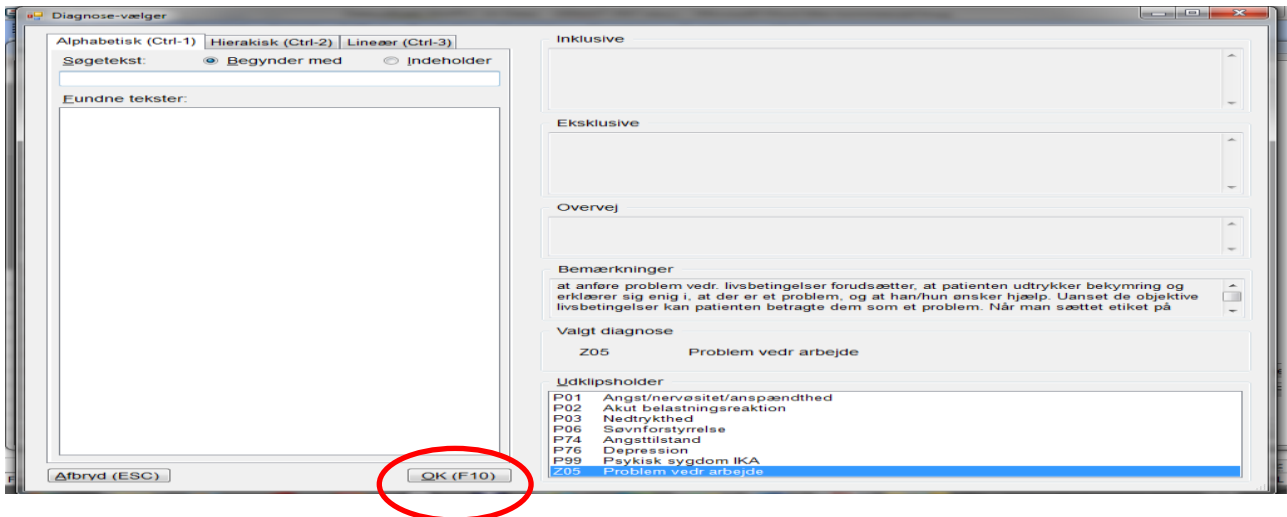 Diagnose-vælger
Alphabetisk (Ctrl-1) Hierakisk (Ctrl-2) Lineær (Ctrl-3)
Søgetekst: Begynder med Indeholder
Fundne tekster:
Afbryd (ESC) OK (F10)
Inklusive
Eksklusive
Overvej
Bemærkninger
at anføre problem vedr. livsbetingelser forudsætter, at patienten udtrykker bekymring og
erklærer sig enig i, at der er et problem, og at han/hun ønsker hjælp. Uanset de objektive
livsbetingelser kan patienten betragte dem som et problem. Når man sættet etiket på
Valgt diagnose
Z05 Problem vedr arbejde
Udklipsholder
P01 Angst/nervøsitet/anspændthed
P02 Akut belastningsreaktion
P03 Nedtrykthed
P06 Søvnforstyrrelse
P74 Angsttilstand
P76 Depression
P99 Psykisk sygdom IKA
Z05 Problem vedr arbejde